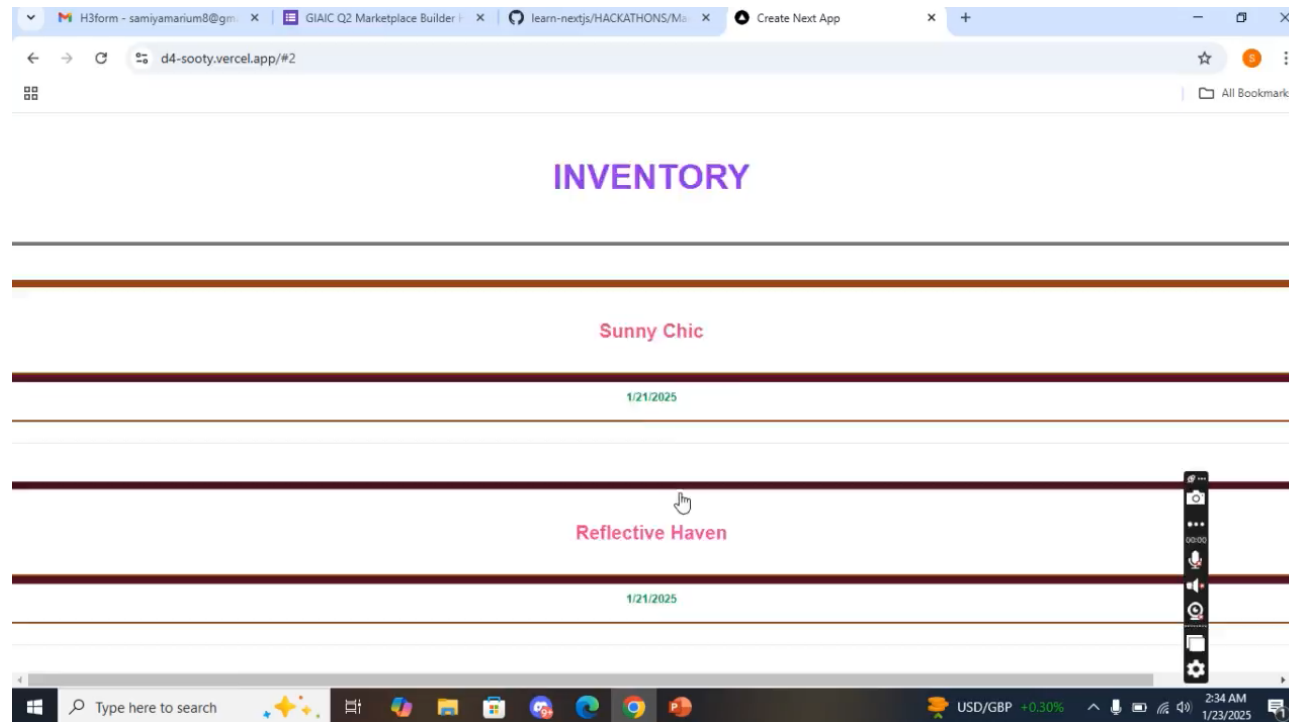 H3form - samiyamarium8@gm
GIAIC Q2 Marketplace Builder H
learn-nextjs/HACKATHONS/Ma
Create Next App
d4-sooty.vercel.app/#2
S
All Bookmark
INVENTORY
Sunny Chic
1/21/2025
Reflective Haven
1/21/2025
00:00
Type here to search
USD/GBP +0.30%
2:34 AM
1/23/2025